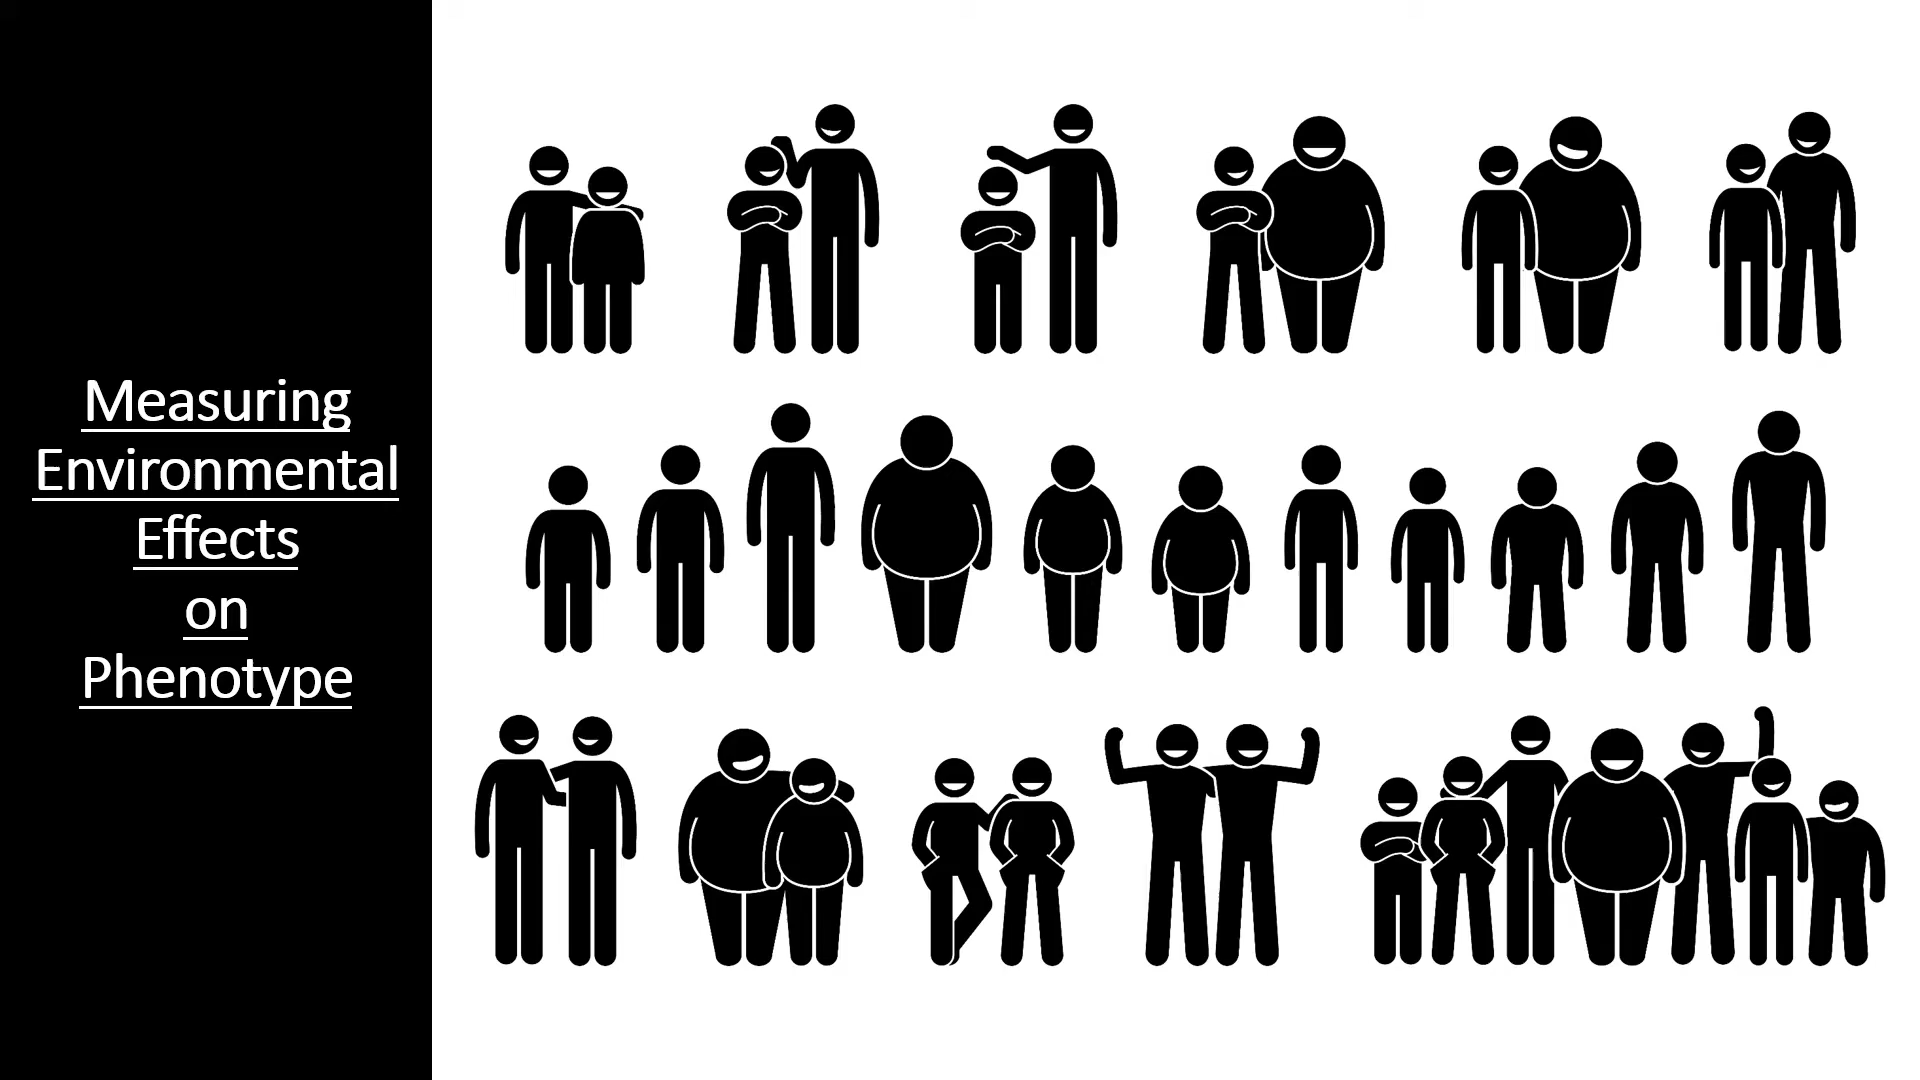 Measuring
Environmental
Effects
on
Phenotype